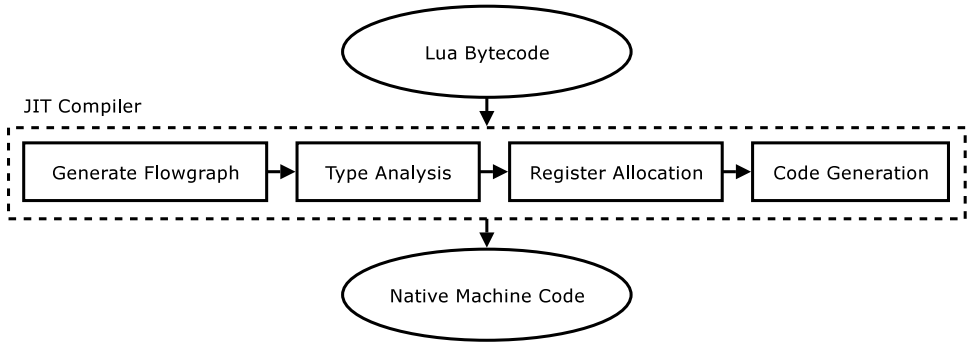 Lua Bytecode
JIT Compiler
Generate Flowgraph
Type Analysis
Register Allocation
Code Generation
Native Machine Code